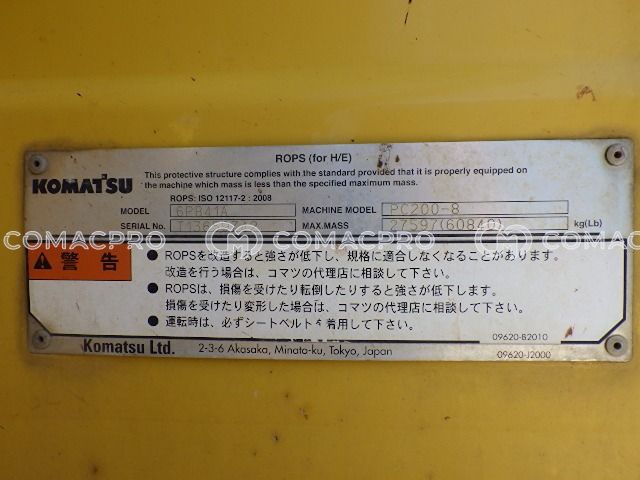 ROPS (for H/E)
KOMATSU
This protective structure complies with the standard provided that it is properly equipped on
the machine which mass is less than the specified maximum mass.
ROPS: ISO 12117-2 : 2008
MODEL 6PB41A MACHINE MODEL PC200-8
SERIAL No. MAX.MASS 27597(60840) kg(Lb)
COMACPRO COMACPRO COMACPRO
警告
● ROPSを改造すると強さが低下し、規格に適合しなくなることがあります。
改造を行う場合は、コマツの代理店に相談して下さい。
● ROPSは、損傷を受けたり転倒したりすると強さが低下します。
損傷を受けたり変形した場合は、コマツの代理店に相談して下さい。
● 運転時は、必ずシートベルトを着用して下さい。
09620-B2010
Komatsu Ltd. 2-3-6 Akasaka, Minata-ku, Tokyo, Japan
09620-J2000